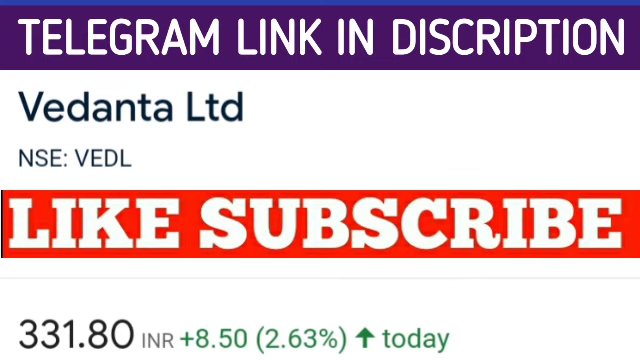 TELEGRAM LINK IN DISCRIPTION
Vedanta Ltd
NSE: VEDL
LIKE SUBSCRIBE
331.80 INR +8.50 (2.63%) ↑ today